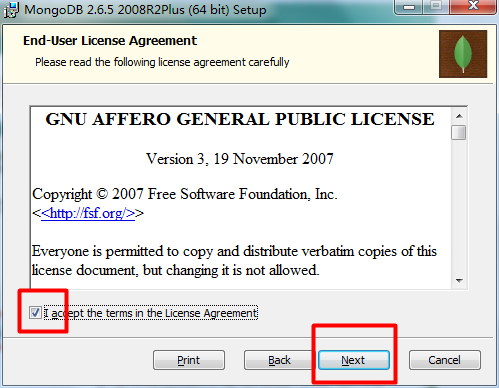 MongoDB 2.6.5 2008R2Plus (64 bit) Setup
End-User License Agreement
Please read the following license agreement carefully
GNU AFFERO GENERAL PUBLIC LICENSE
Version 3, 19 November 2007
Copyright © 2007 Free Software Foundation, Inc.
<<http://fsf.org/>>
Everyone is permitted to copy and distribute verbatim copies of this
license document, but changing it is not allowed.
I accept the terms in the License Agreement
Print Back Next Cancel